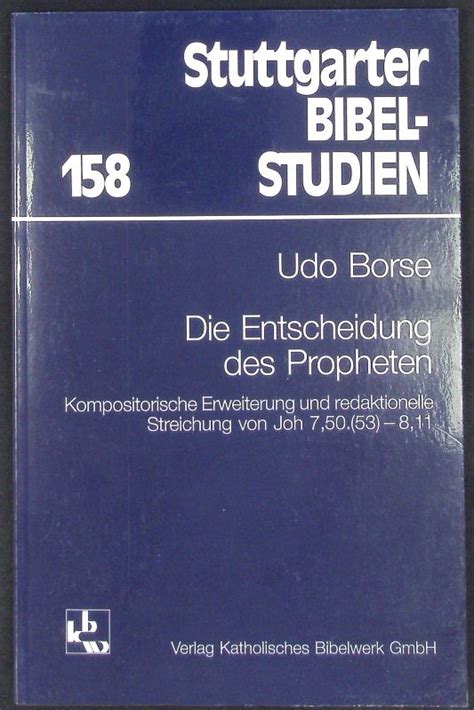 Stuttgarter
BIBEL-
158 STUDIEN
Udo Borse
Die Entscheidung
des Propheten
Kompositorische Erweiterung und redaktionelle
Streichung von Joh 7,50.(53) – 8,11
kbw
Verlag Katholisches Bibelwerk GmbH